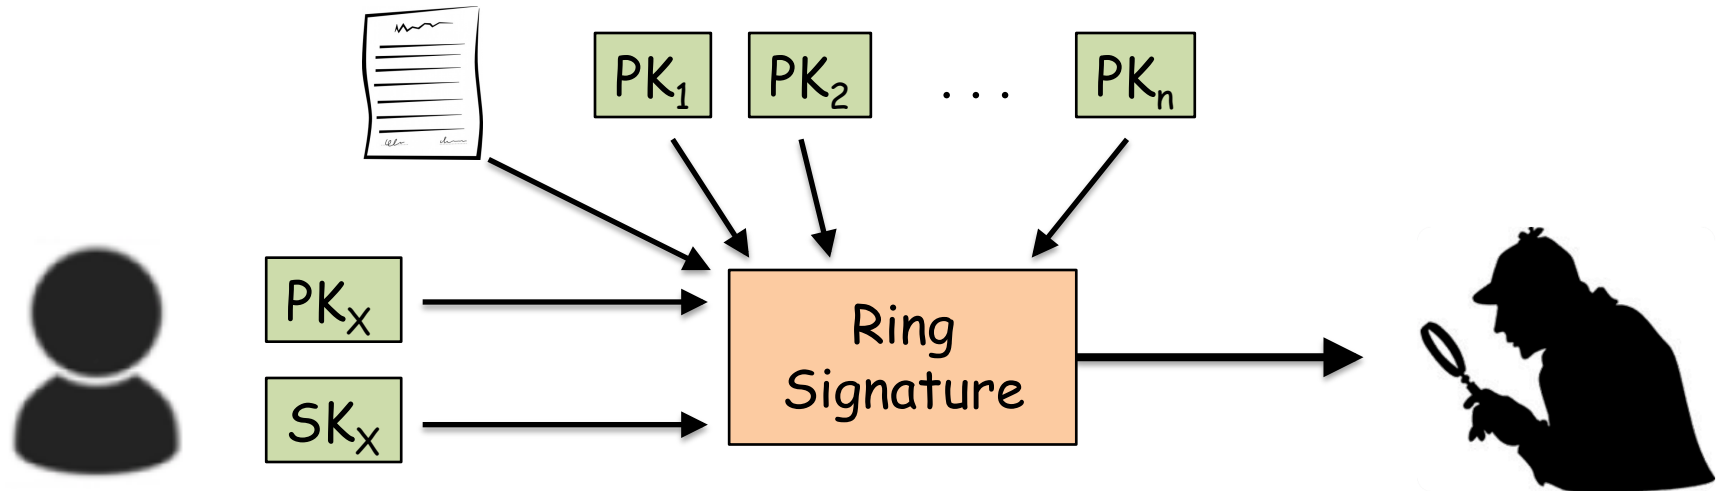 PK1 PK2 . . . PKn
PKX
SKX
Ring
Signature